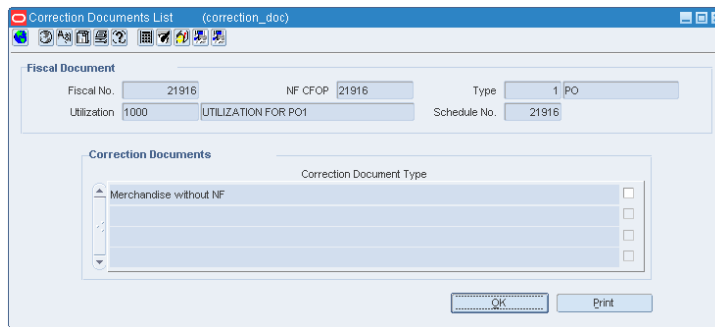 Correction Documents List (correction_doc)
Fiscal Document
Fiscal No. 21916 NF CFOP 21916 Type 1 PO
Utilization 1000 UTILIZATION FOR PO1 Schedule No. 21916
Correction Documents
Correction Document Type
Merchandise without NF
OK Print